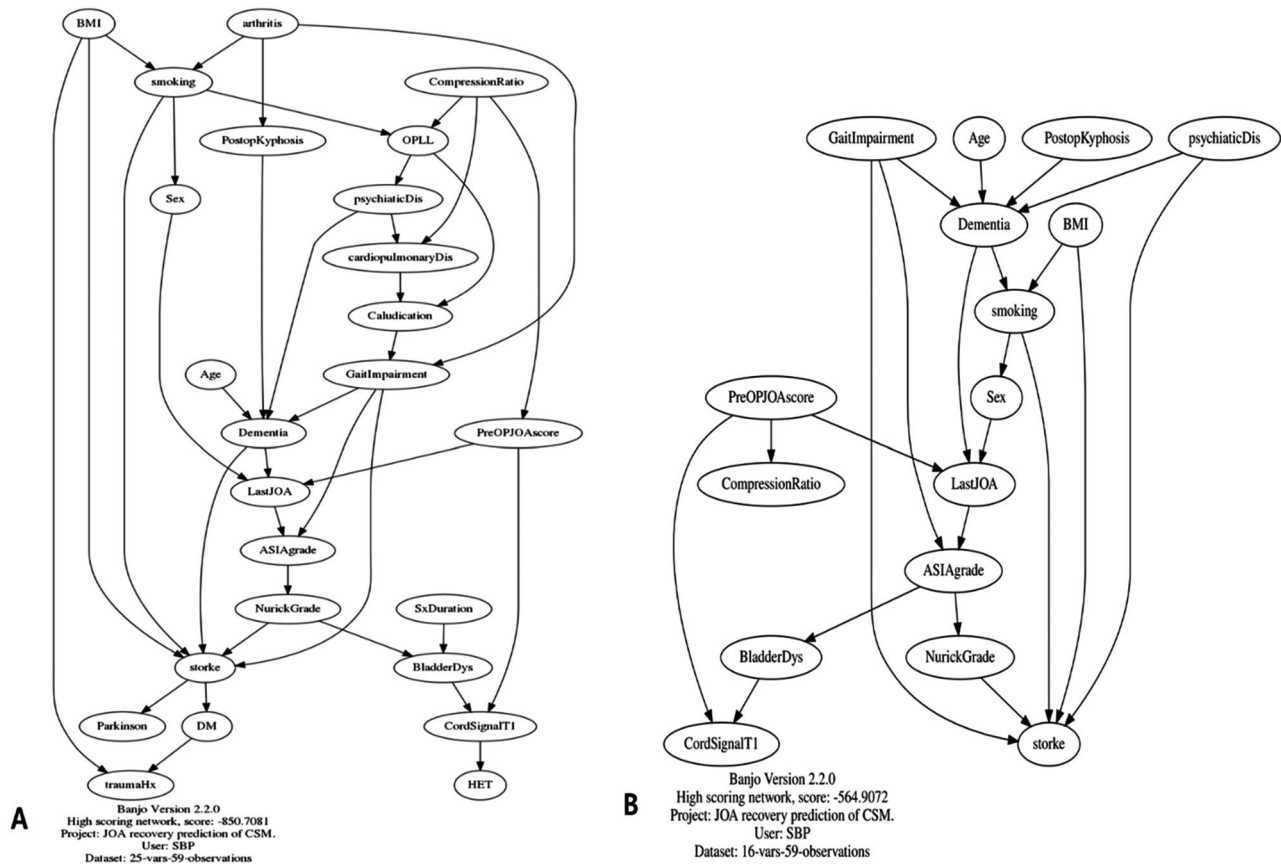 BMI
arthritis
smoking
CompressionRatio
PostopKyphosis
OPLL
Sex
psychiaticDis
cardiopulmonaryDis
Caludication
Age
GaitImpairment
Dementia
PreOPJOAscore
LastJOA
ASIAgrade
NurickGrade
SxDuration
storke
BladderDys
Parkinson
DM
CordSignalT1
traumaHx
HET
Banjo Version 2.2.0
High scoring network, score: -850.7081
Project: JOA recovery prediction of CSM.
User: SBP
Dataset: 25-vars-59-observations
A
GaitImpairment
Age
PostopKyphosis
psychiaticDis
Dementia
BMI
smoking
PreOPJOAscore
Sex
CompressionRatio
LastJOA
ASIAgrade
BladderDys
NurickGrade
CordSignalT1
storke
Banjo Version 2.2.0
High scoring network, score: -564.9072
Project: JOA recovery prediction of CSM.
User: SBP
Dataset: 16-vars-59-observations
B